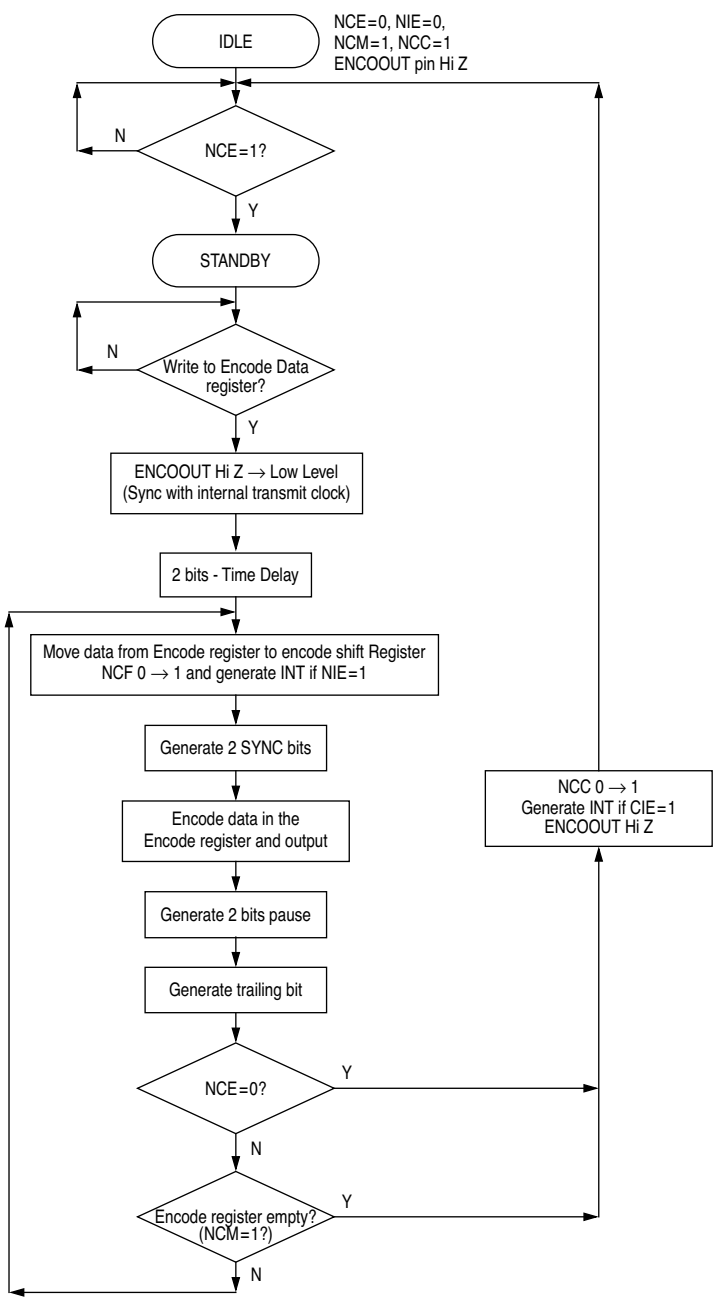 IDLE
NCE=0, NIE=0,
NCM=1, NCC=1
ENCOOUT pin Hi Z
N
NCE=1?
Y
STANDBY
N
Write to Encode Data
register?
Y
ENCOOUT Hi Z → Low Level
(Sync with internal transmit clock)
2 bits - Time Delay
Move data from Encode register to encode shift Register
NCF 0 → 1 and generate INT if NIE=1
Generate 2 SYNC bits
Encode data in the
Encode register and output
Generate 2 bits pause
Generate trailing bit
NCE=0?
Y
N
Encode register empty?
(NCM=1?)
Y
N
NCC 0 → 1
Generate INT if CIE=1
ENCOOUT Hi Z